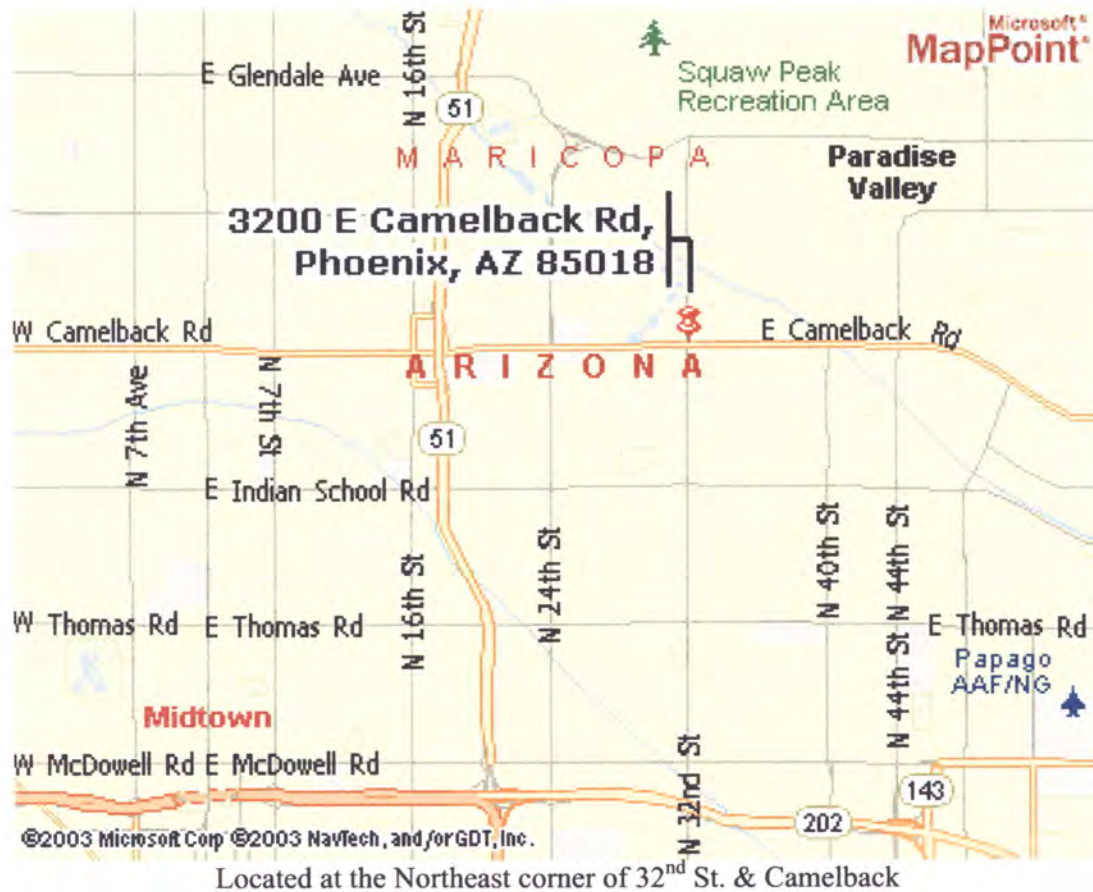 Microsoft®
MapPoint®
E Glendale Ave
N 16th St
51
Squaw Peak
Recreation Area
MARICOPA
Paradise
Valley
3200 E Camelback Rd,
Phoenix, AZ 85018
W Camelback Rd
E Camelback Rd
ARIZONA
N 7th Ave
N 7th St
51
E Indian School Rd
N 16th St
N 24th St
N 40th St
N 44th St
W Thomas Rd
E Thomas Rd
E Thomas Rd
N 44th St
Papago
AAF/NG
Midtown
W McDowell Rd
E McDowell Rd
N 32nd St
143
202
©2003 Microsoft Corp ©2003 NavTech, and/or GDT, Inc.
Located at the Northeast corner of 32nd St. & Camelback